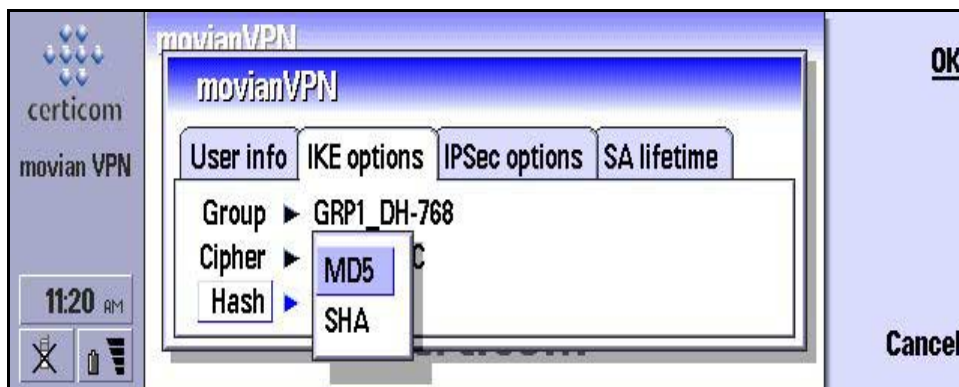 certicom
movian VPN
11:20 AM
movianVPN
movianVPN
User info
IKE options
IPSec options
SA lifetime
Group
GRP1_DH-768
Cipher
C
Hash
MD5
SHA
OK
Cancel